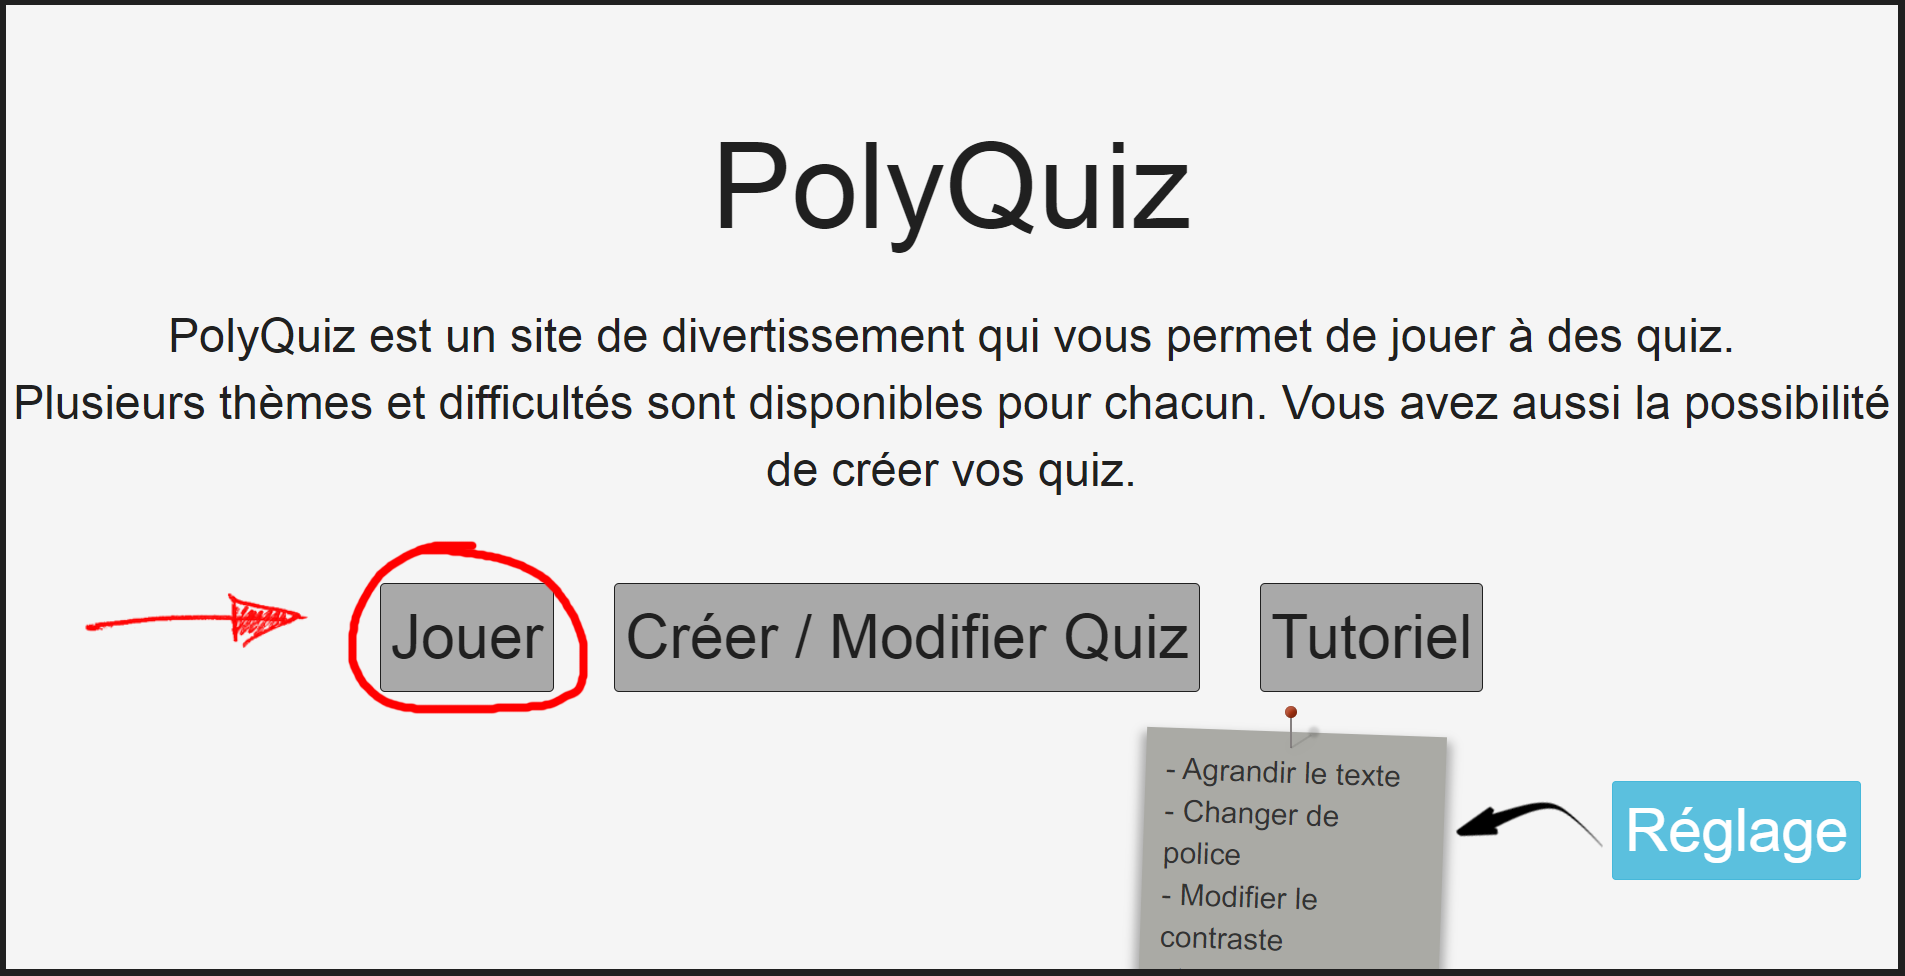 PolyQuiz
PolyQuiz est un site de divertissement qui vous permet de jouer à des quiz.
Plusieurs thèmes et difficultés sont disponibles pour chacun. Vous avez aussi la possibilité
de créer vos quiz.
Jouer
Créer / Modifier Quiz
Tutoriel
- Agrandir le texte
- Changer de
police
- Modifier le
contraste
Réglage